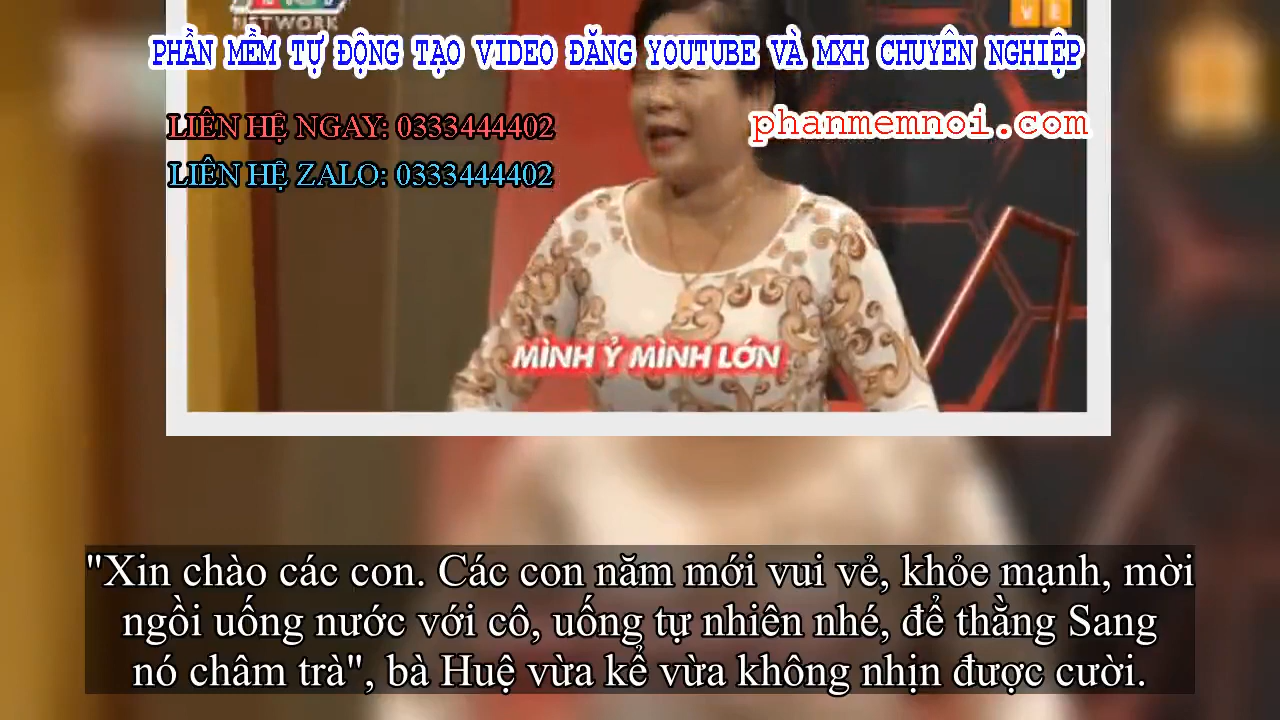 NETWORK
VE
PHẦN MỀM TỰ ĐỘNG TẠO VIDEO ĐĂNG YOUTUBE VÀ MXH CHUYÊN NGHIỆP
LIÊN HỆ NGAY: 0333444402
phanmemnoi.com
LIÊN HỆ ZALO: 0333444402
MÌNH Ỷ MÌNH LỚN
"Xin chào các con. Các con năm mới vui vẻ, khỏe mạnh, mời
ngồi uống nước với cô, uống tự nhiên nhé, để thằng Sang
nó châm trà", bà Huệ vừa kể vừa không nhịn được cười.